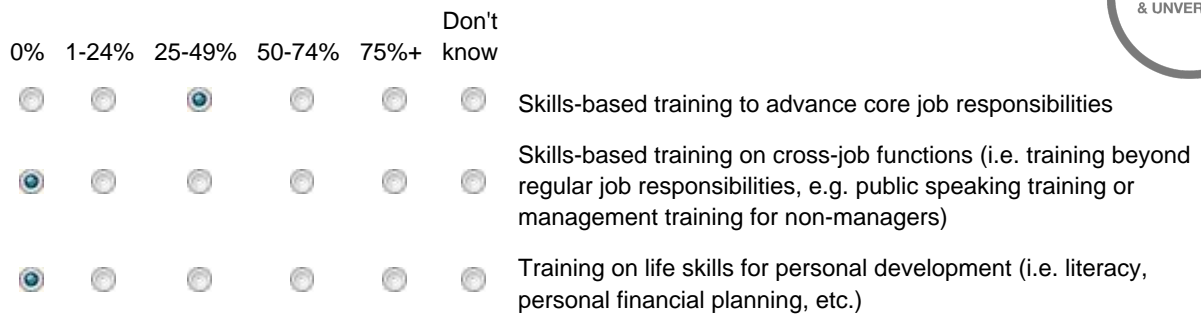 & UNVER
Don't
0% 1-24% 25-49% 50-74% 75%+ know
Skills-based training to advance core job responsibilities
Skills-based training on cross-job functions (i.e. training beyond
regular job responsibilities, e.g. public speaking training or
management training for non-managers)
Training on life skills for personal development (i.e. literacy,
personal financial planning, etc.)